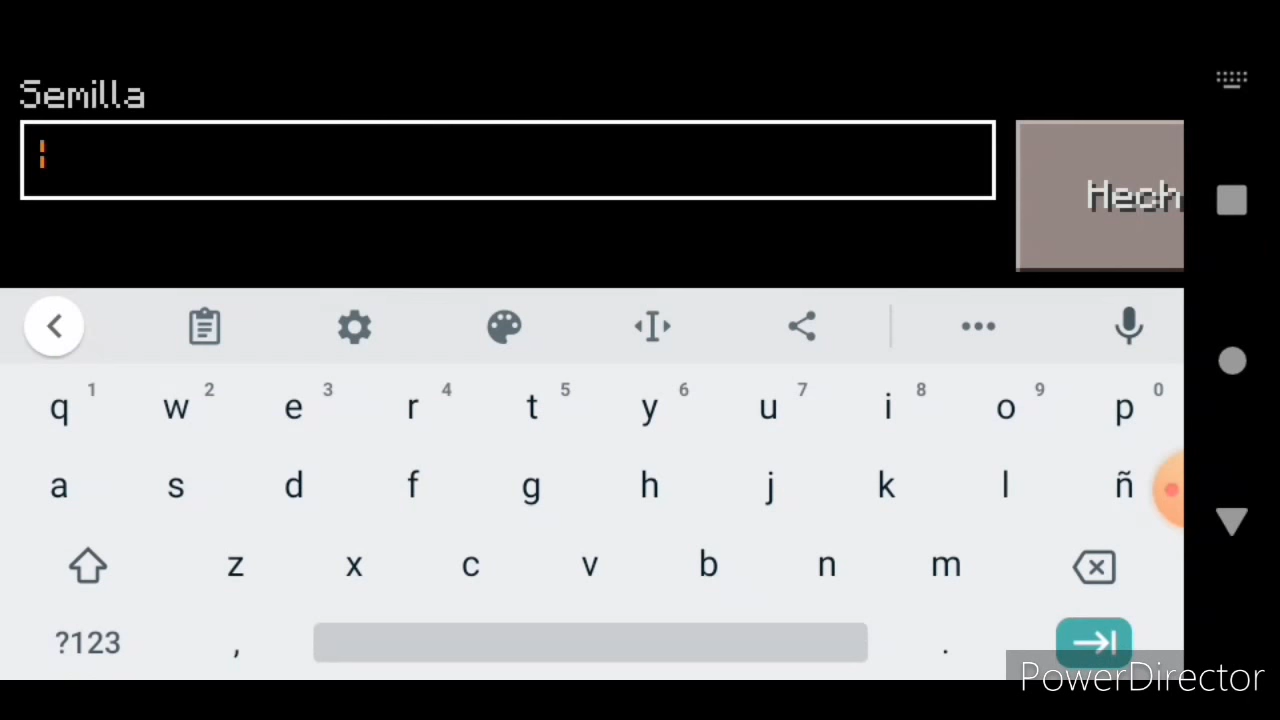 Semilla
Hech
q 1 w 2 e 3 r 4 t 5 y 6 u 7 i 8 o 9 p 0
a s d f g h j k l ñ
z x c v b n m
?123 , .
PowerDirector